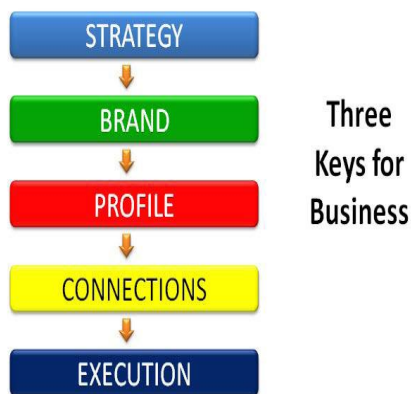 STRATEGY
BRAND
PROFILE
CONNECTIONS
EXECUTION
Three
Keys for
Business